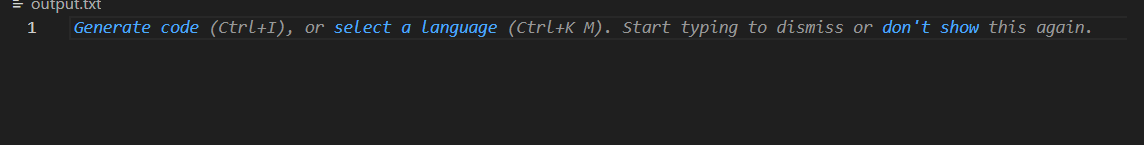 output.txt
1 Generate code (Ctrl+I), or select a language (Ctrl+K M). Start typing to dismiss or don't show this again.